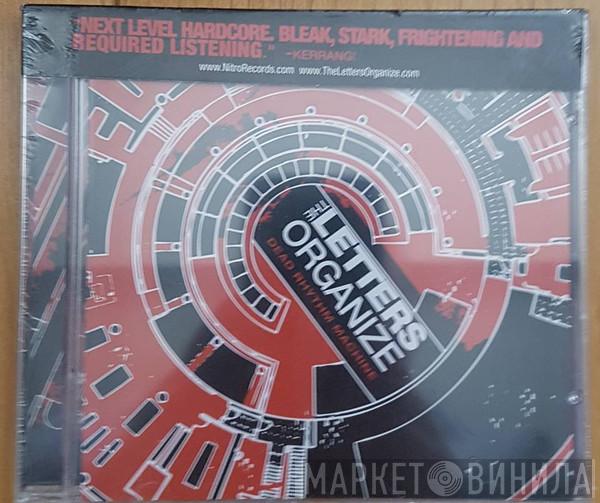 "NEXT LEVEL HARDCORE. BLEAK, STARK, FRIGHTENING AND
REQUIRED LISTENING." -KERRANG!
www.NitroRecords.com www.TheLettersOrganize.com
THE
LETTERS
ORGANIZE
DEAD RHYTHM MACHINE
МАРКЕТ ВИНИЛА